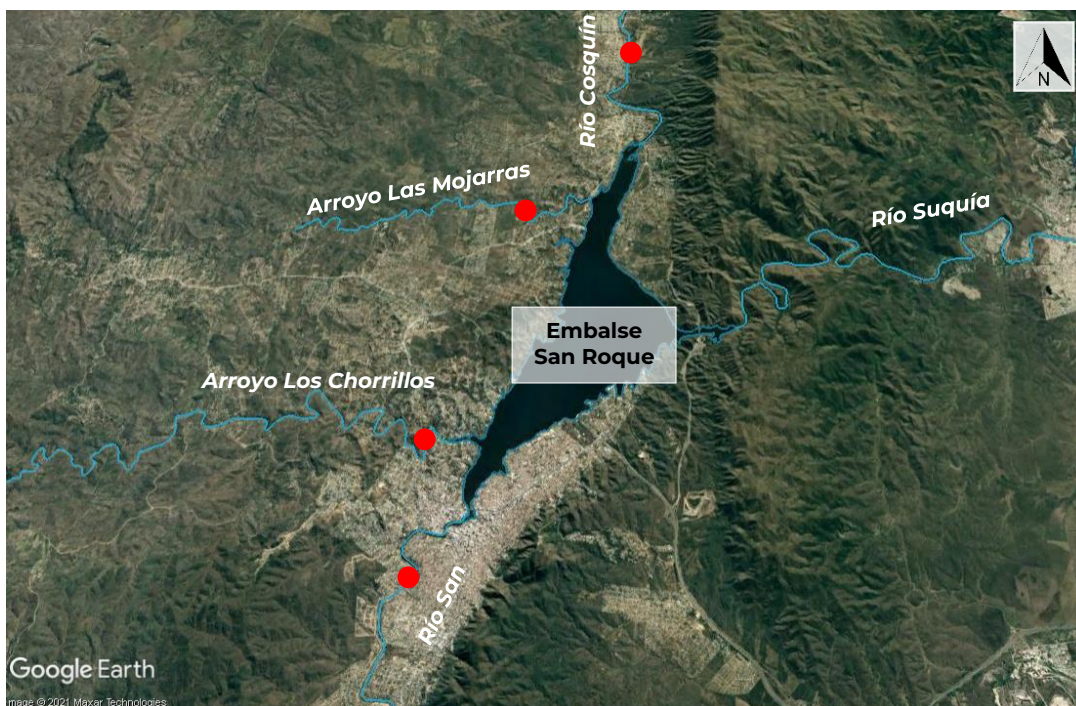 Río Cosquín
N
Arroyo Las Mojarras
Río Suquía
Embalse
San Roque
Arroyo Los Chorrillos
Río San
Google Earth
mage © 2021 Maxar Technologies